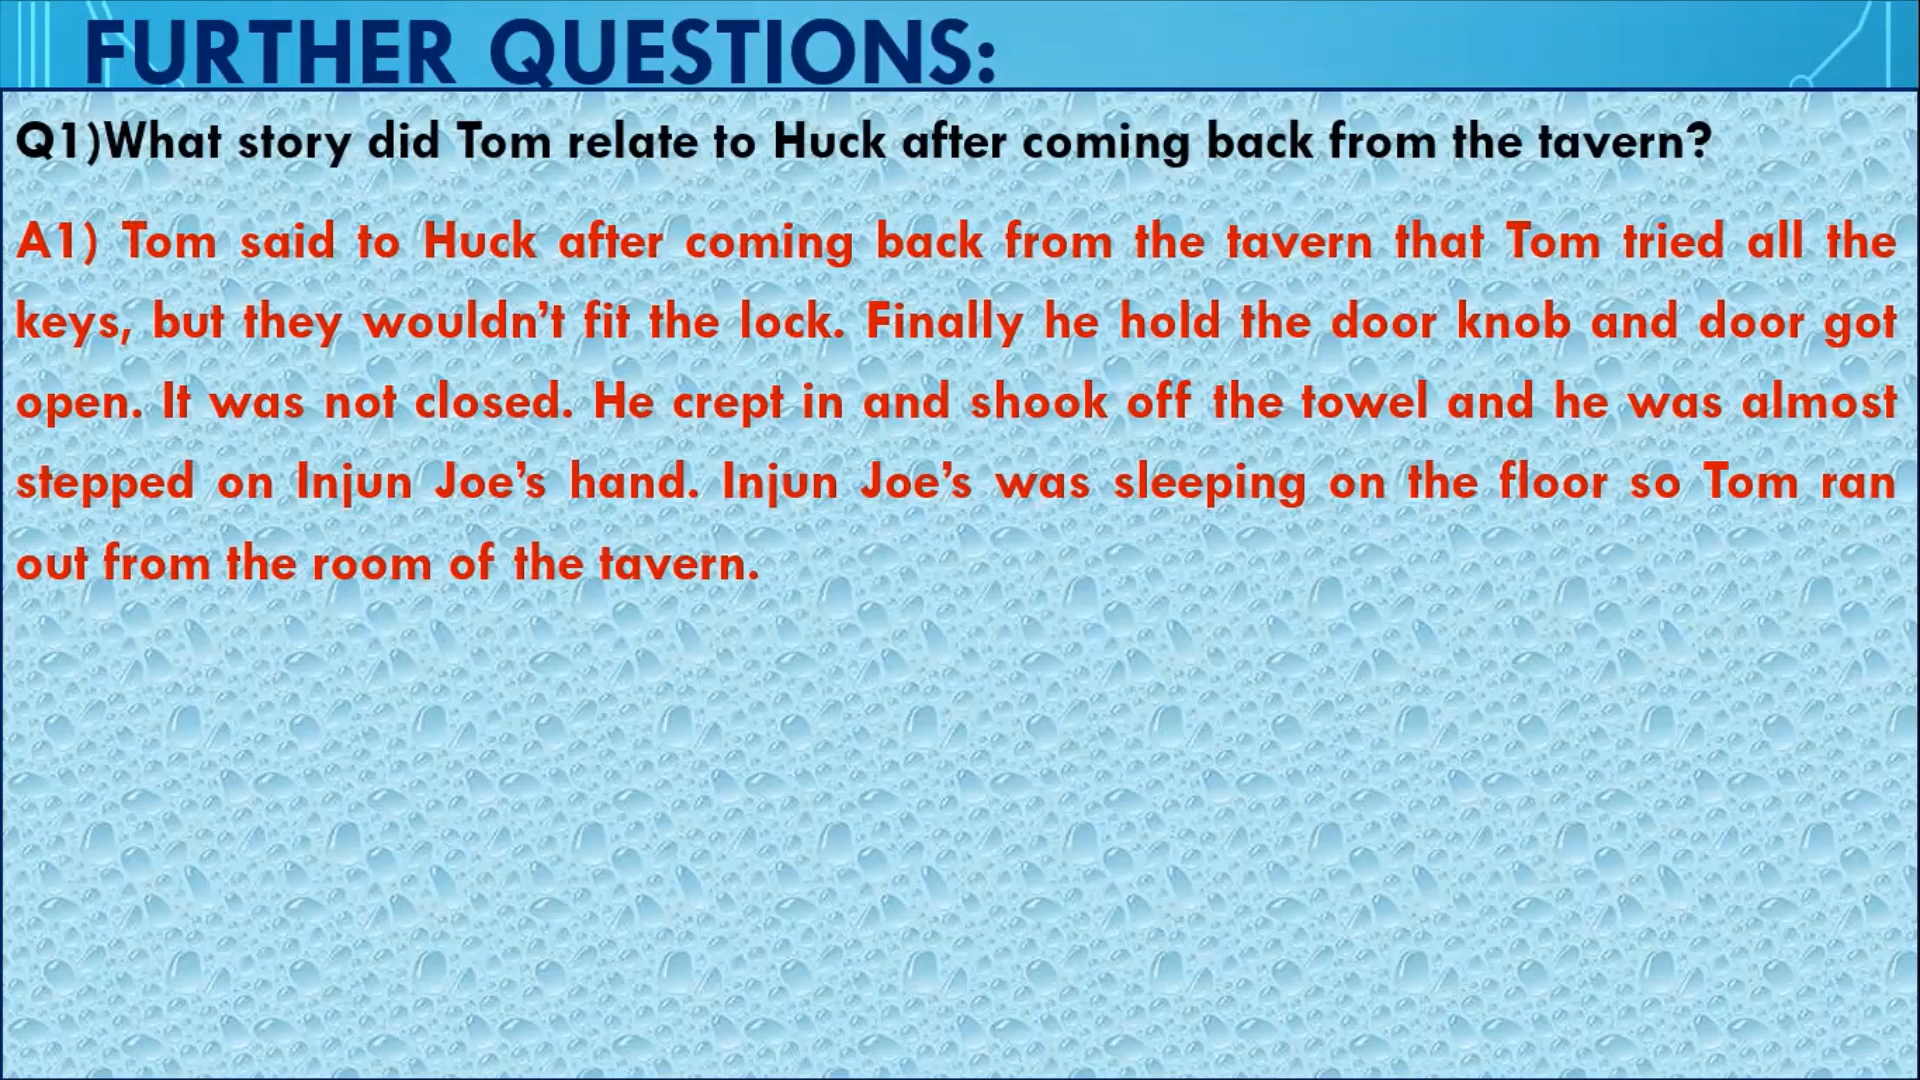 FURTHER QUESTIONS:
Q1)What story did Tom relate to Huck after coming back from the tavern?
A1) Tom said to Huck after coming back from the tavern that Tom tried all the
keys, but they wouldn’t fit the lock. Finally he hold the door knob and door got
open. It was not closed. He crept in and shook off the towel and he was almost
stepped on Injun Joe’s hand. Injun Joe’s was sleeping on the floor so Tom ran
out from the room of the tavern.